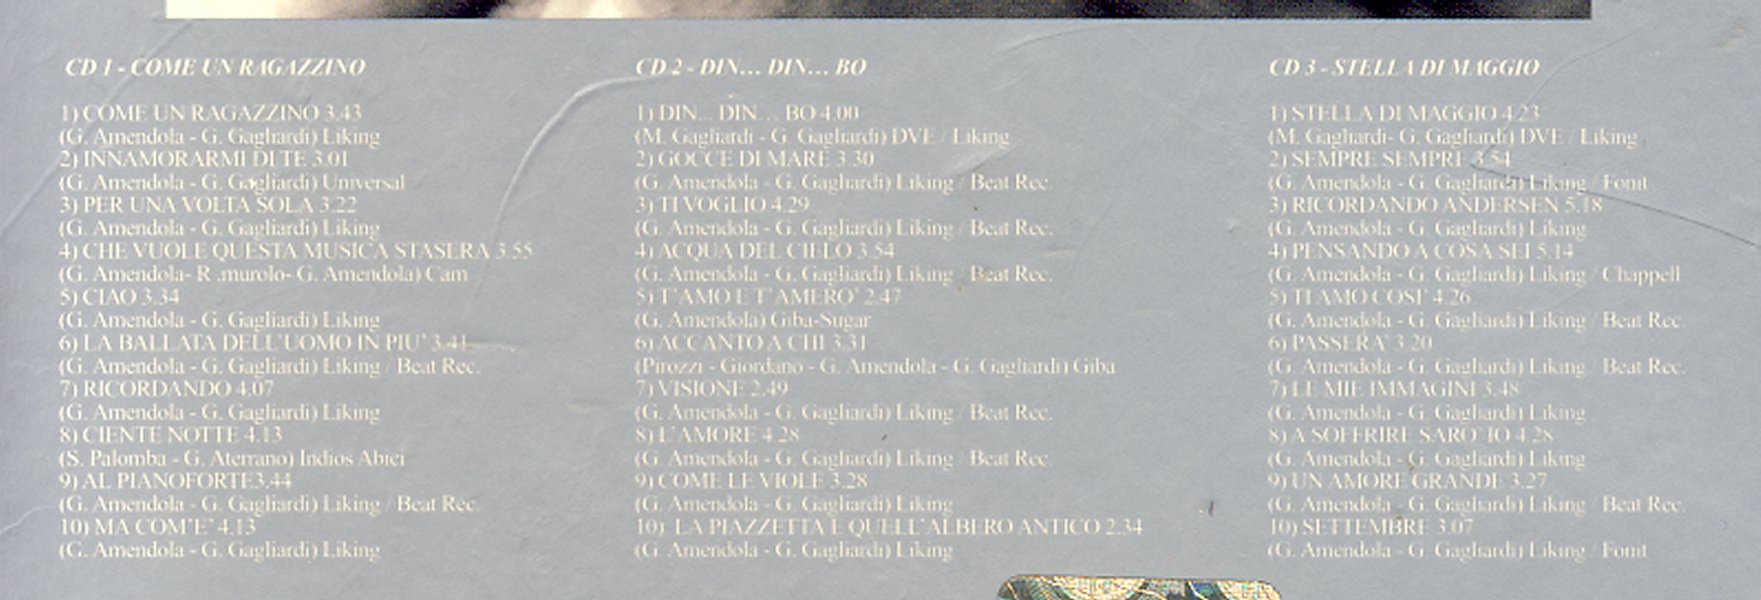 CD 1 - COME UN RAGAZZINO
1) COME UN RAGAZZINO 3.43
(G. Amendola - G. Gagliardi) Liking
2) INNAMORARMI DI TE 3.01
(G. Amendola - G. Gagliardi) Universal
3) PER UNA VOLTA SOLA 3.22
(G. Amendola - G. Gagliardi) Liking
4) CHE VUOLE QUESTA MUSICA STASERA 3.55
(G. Amendola- R .murolo- G. Amendola) Cam
5) CIAO 3.34
(G. Amendola - G. Gagliardi) Liking
6) LA BALLATA DELL'UOMO IN PIU' 3.41
(G. Amendola - G. Gagliardi) Liking / Beat Rec.
7) RICORDANDO 4.07
(G. Amendola - G. Gagliardi) Liking
8) CIENTE NOTTE 4.13
(S. Palomba - G. Aterrano) Indios Abici
9) AL PIANOFORTE3.44
(G. Amendola - G. Gagliardi) Liking / Beat Rec.
10) MA COM'E' 4.13
(G. Amendola - G. Gagliardi) Liking
CD 2 - DIN... DIN... BO
1) DIN... DIN... BO 4.00
(M. Gagliardi - G. Gagliardi) DVE / Liking
2) GOCCE DI MARE 3.30
(G. Amendola - G. Gagliardi) Liking / Beat Rec.
3) TI VOGLIO 4.29
(G. Amendola - G. Gagliardi) Liking / Beat Rec.
4) ACQUA DEL CIELO 3.54
(G. Amendola - G. Gagliardi) Liking / Beat Rec.
5) T'AMO E T'AMERO' 2.47
(G. Amendola) Giba-Sugar
6) ACCANTO A CHI 3.31
(Pirozzi - Giordano - G. Amendola - G. Gagliardi) Giba
7) VISIONE 2.49
(G. Amendola - G. Gagliardi) Liking / Beat Rec.
8) L'AMORE 4.28
(G. Amendola - G. Gagliardi) Liking / Beat Rec.
9) COME LE VIOLE 3.28
(G. Amendola - G. Gagliardi) Liking
10) LA PIAZZETTA E QUELL'ALBERO ANTICO 2.34
(G. Amendola - G. Gagliardi) Liking
CD 3 - STELLA DI MAGGIO
1) STELLA DI MAGGIO 4.23
(M. Gagliardi- G. Gagliardi) DVE / Liking
2) SEMPRE SEMPRE 3.54
(G. Amendola - G. Gagliardi) Liking / Fonit
3) RICORDANDO ANDERSEN 5.18
(G. Amendola - G. Gagliardi) Liking
4) PENSANDO A COSA SEI 5.14
(G. Amendola - G. Gagliardi) Liking / Chappell
5) TI AMO COSI' 4.26
(G. Amendola - G. Gagliardi) Liking / Beat Rec.
6) PASSERA' 3.20
(G. Amendola - G. Gagliardi) Liking / Beat Rec.
7) LE MIE IMMAGINI 3.48
(G. Amendola - G. Gagliardi) Liking
8) A SOFFRIRE SARO' IO 4.28
(G. Amendola - G. Gagliardi) Liking
9) UN AMORE GRANDE 3.27
(G. Amendola - G. Gagliardi) Liking / Beat Rec.
10) SETTEMBRE 3.07
(G. Amendola - G. Gagliardi) Liking / Fonit